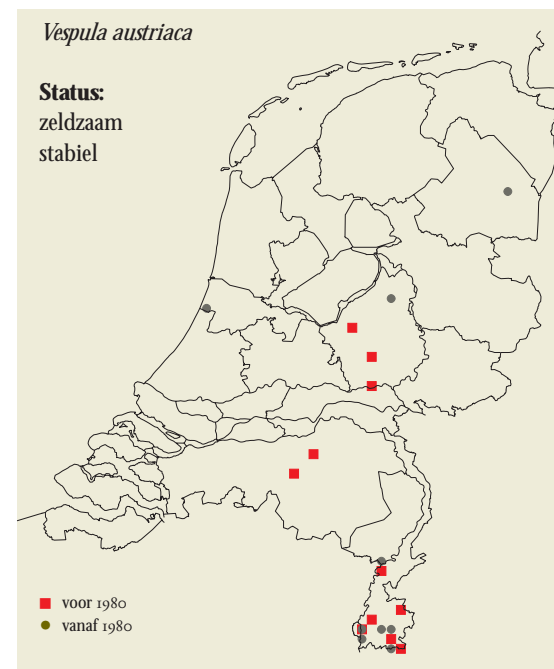 Vespula austriaca
Status:
zeldzaam
stabiel
voor 1980
vanaf 1980